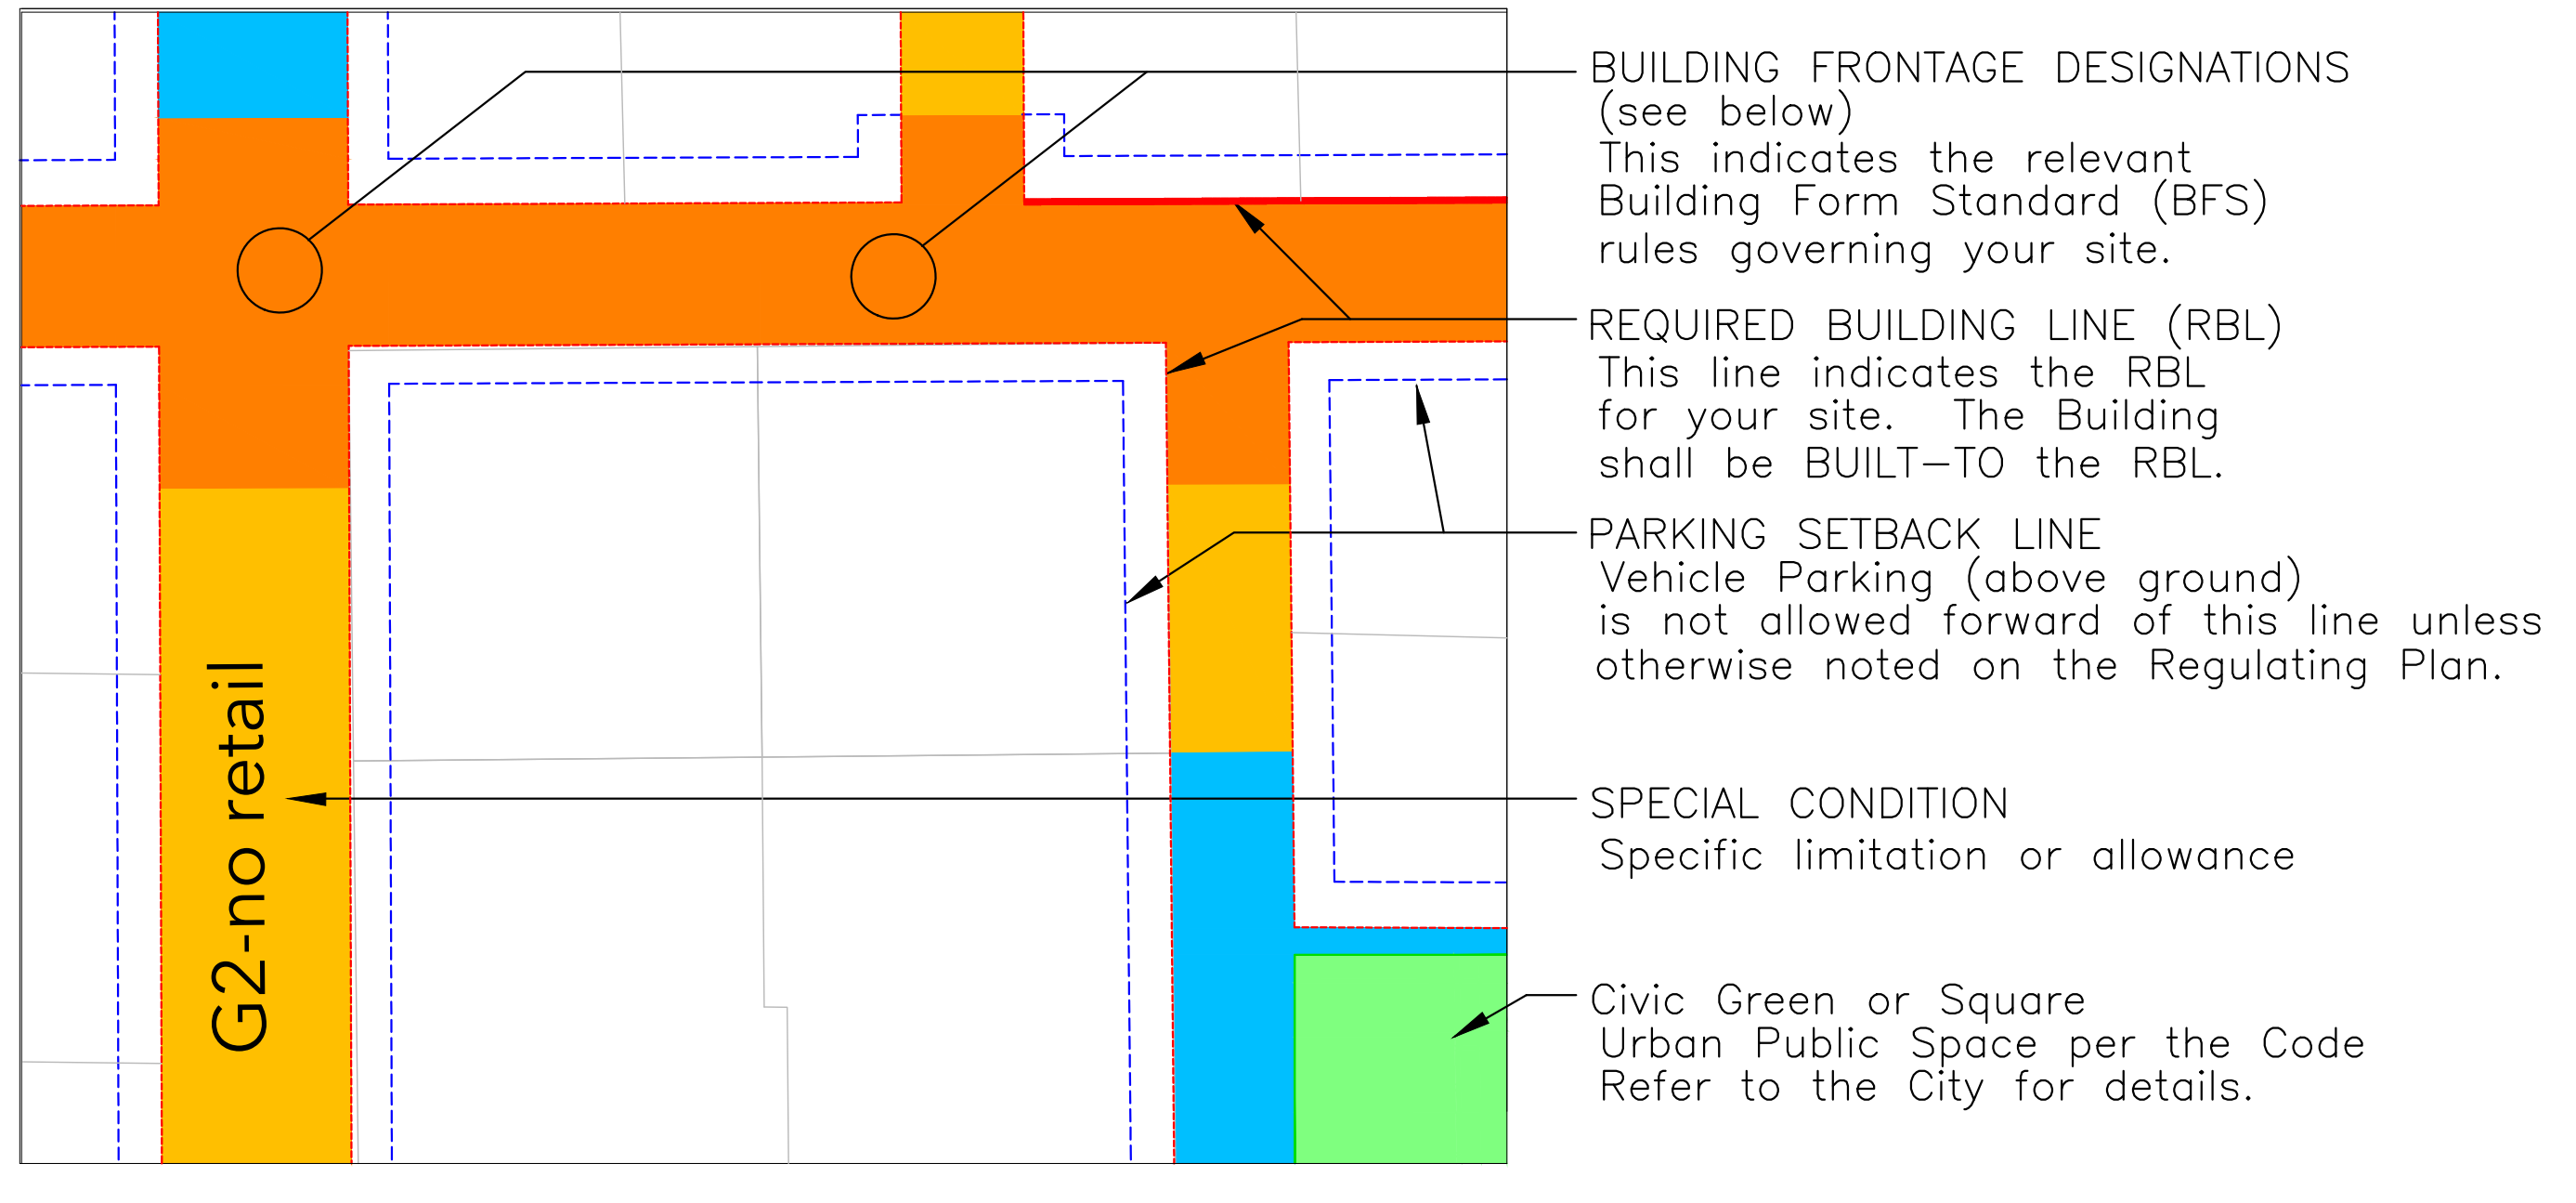 BUILDING FRONTAGE DESIGNATIONS
(see below)
This indicates the relevant
Building Form Standard (BFS)
rules governing your site.
REQUIRED BUILDING LINE (RBL)
This line indicates the RBL
for your site. The Building
shall be BUILT-TO the RBL.
PARKING SETBACK LINE
Vehicle Parking (above ground)
is not allowed forward of this line unless
otherwise noted on the Regulating Plan.
G2-no retail
SPECIAL CONDITION
Specific limitation or allowance
Civic Green or Square
Urban Public Space per the Code
Refer to the City for details.